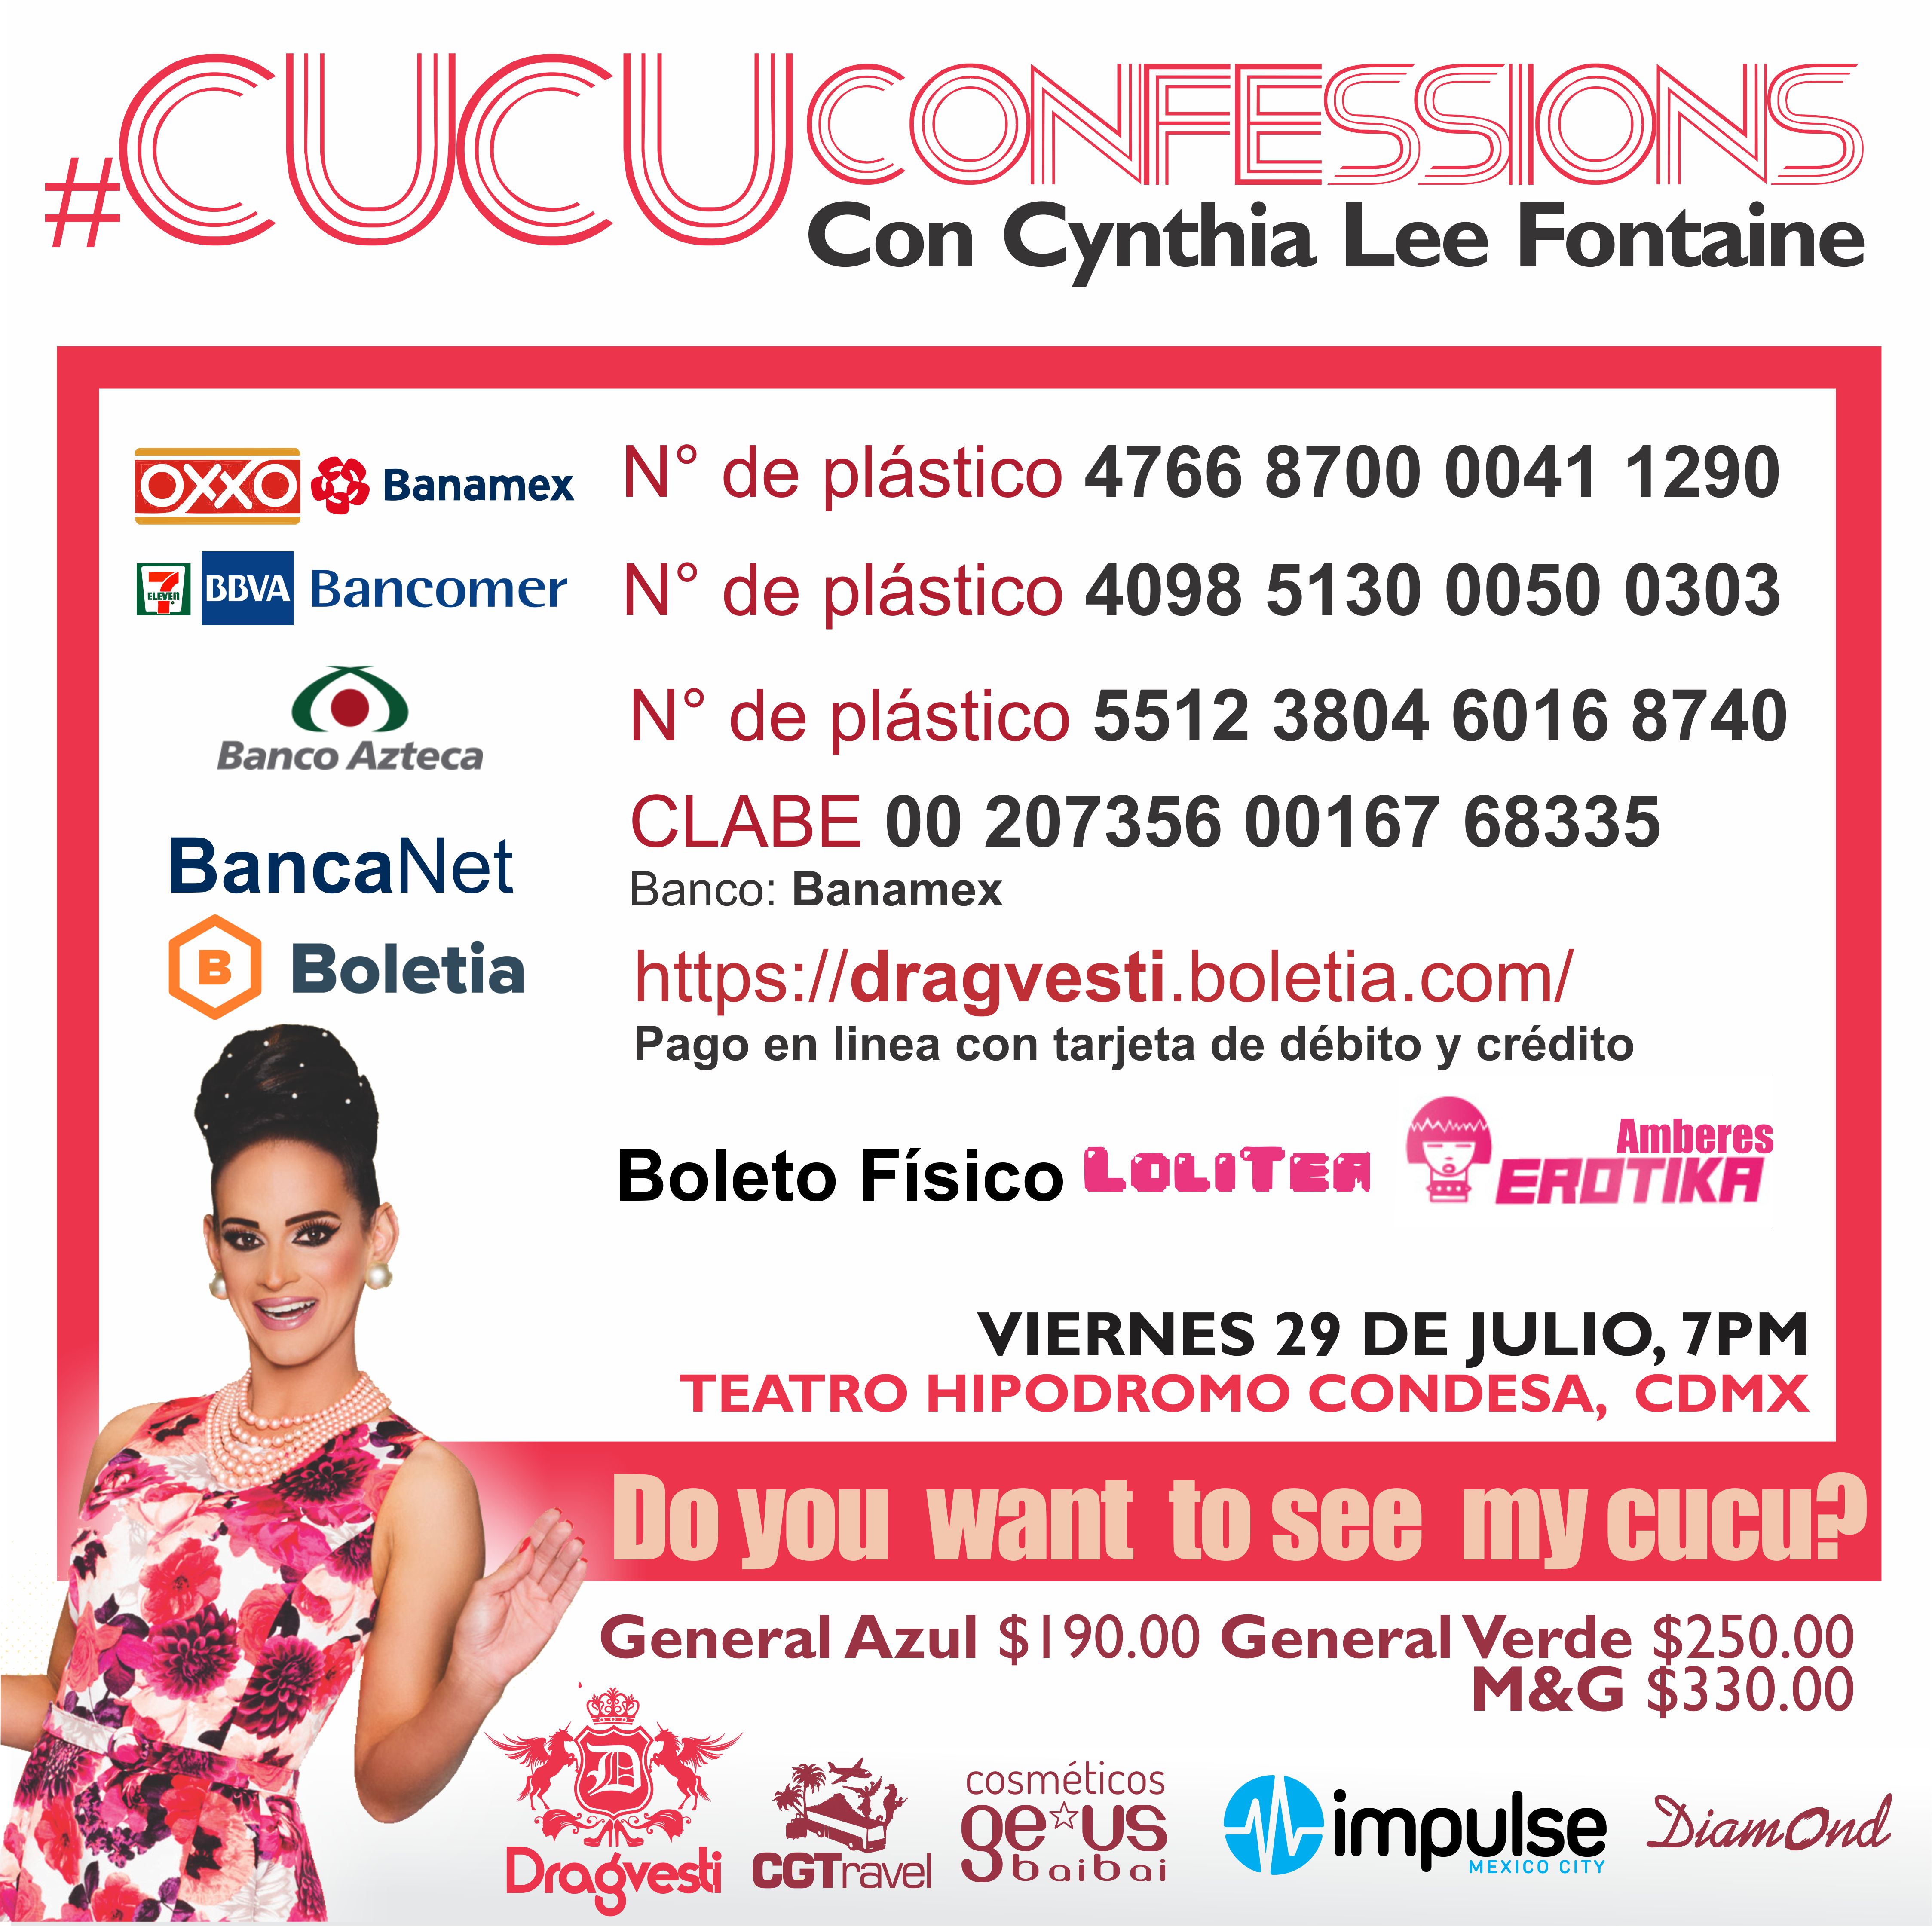 #CUCU CONFESSIONS
Con Cynthia Lee Fontaine
OXXO Banamex N° de plástico 4766 8700 0041 1290
7 ELEVEN BBVA Bancomer N° de plástico 4098 5130 0050 0303
Banco Azteca N° de plástico 5512 3804 6016 8740
BancaNet CLABE 00 207356 00167 68335
Banco: Banamex
B Boletia https://dragvesti.boletia.com/
Pago en linea con tarjeta de débito y crédito
Boleto Físico LOLITEA Amberes EROTIKA
VIERNES 29 DE JULIO, 7PM
TEATRO HIPODROMO CONDESA, CDMX
Do you want to see my cucu?
General Azul $190.00 General Verde $250.00
M&G $330.00
D Dragvesti
CGTravel
cosméticos
ge☆us
baibai
impulse
MEXICO CITY
DiamOnd